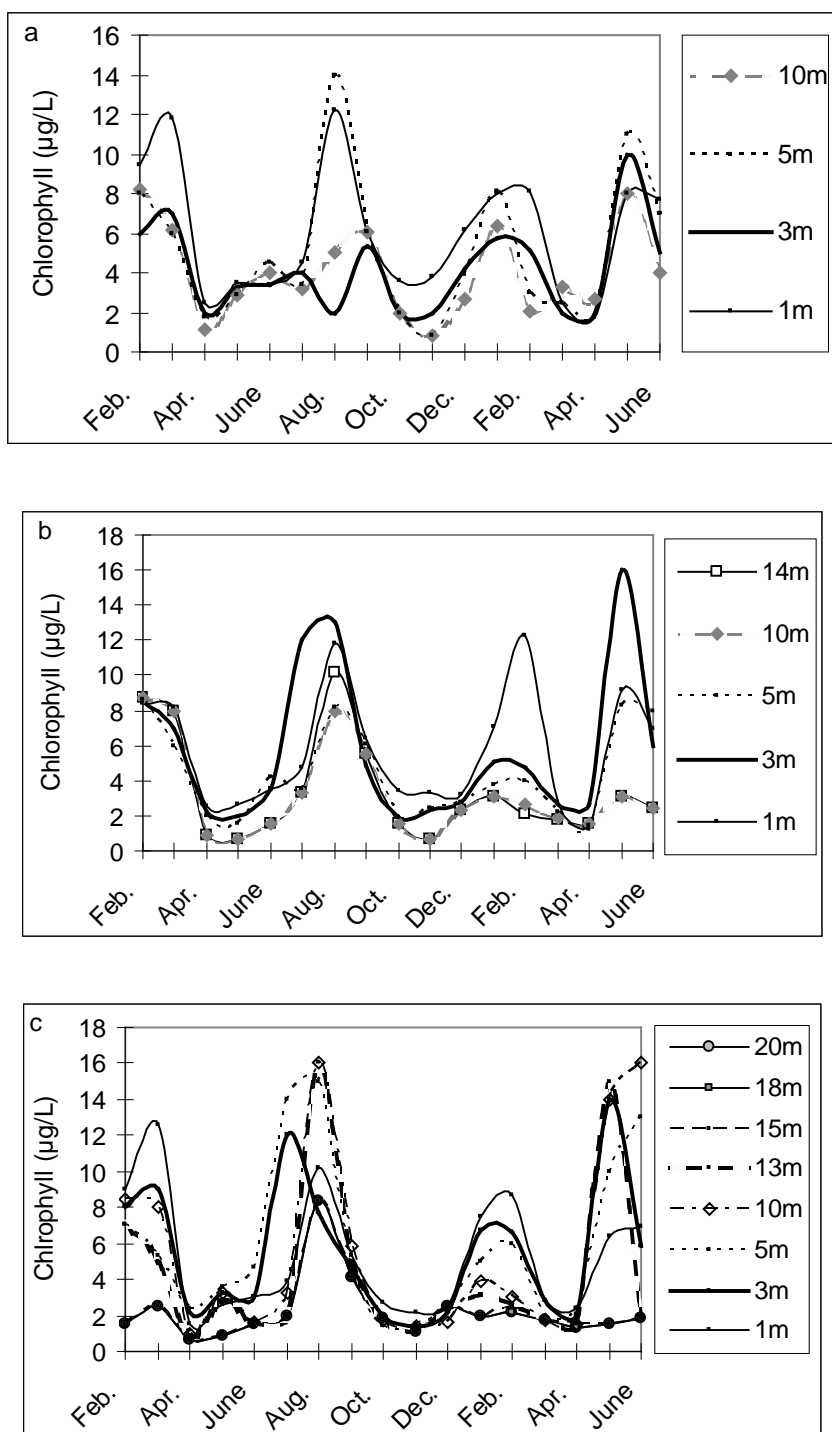 a
Chlorophyll (µg/L)
16
14
12
10
8
6
4
2
0
Feb.
Apr.
June
Aug.
Oct.
Dec.
Feb.
Apr.
June
10m
5m
3m
1m
b
Chlorophyll (µg/L)
18
16
14
12
10
8
6
4
2
0
Feb.
Apr.
June
Aug.
Oct.
Dec.
Feb.
Apr.
June
14m
10m
5m
3m
1m
c
Chlrophyll (µg/L)
18
16
14
12
10
8
6
4
2
0
Feb.
Apr.
June
Aug.
Oct.
Dec.
Feb.
Apr.
June
20m
18m
15m
13m
10m
5m
3m
1m